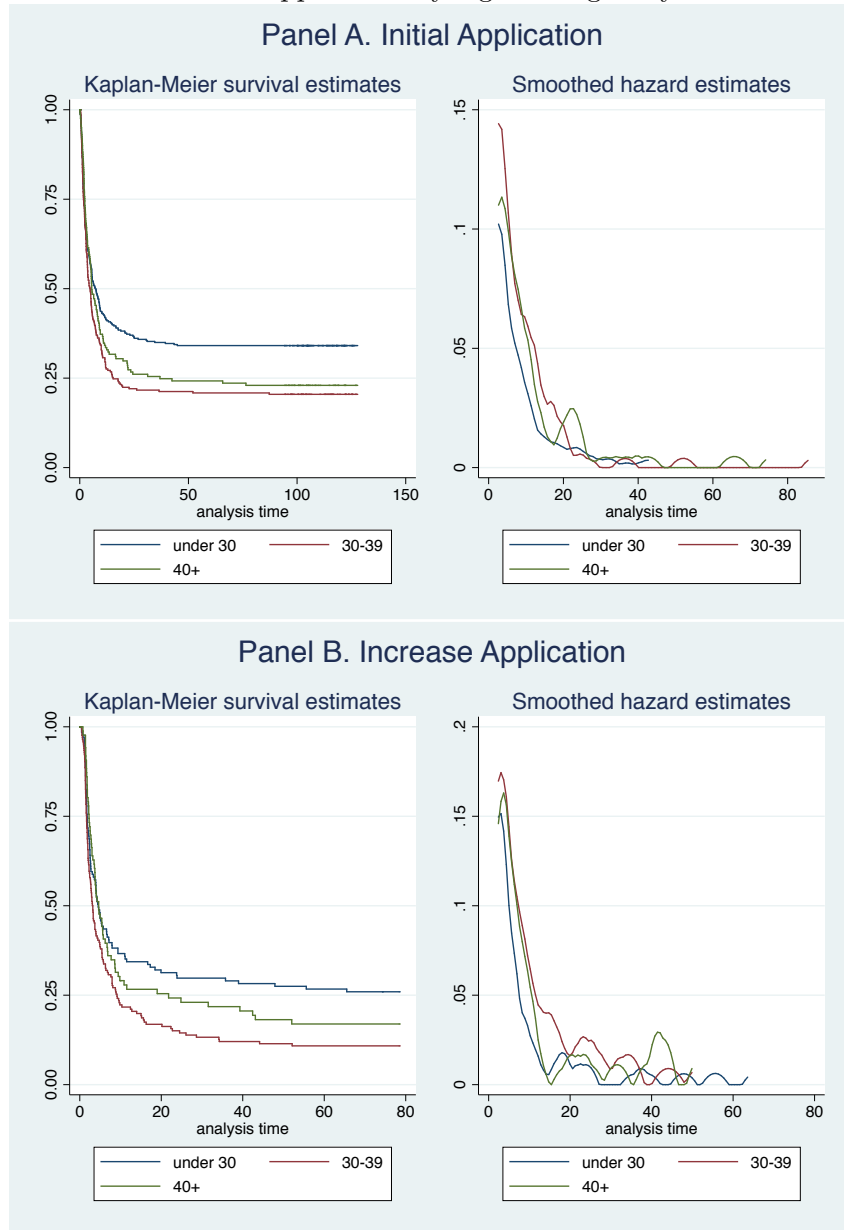 Panel A. Initial Application
Kaplan-Meier survival estimates
1.00
0.75
0.50
0.25
0.00
0 50 100 150
analysis time
under 30 30-39
40+
Smoothed hazard estimates
.15
.1
.05
0
0 20 40 60 80
analysis time
under 30 30-39
40+
Panel B. Increase Application
Kaplan-Meier survival estimates
1.00
0.75
0.50
0.25
0.00
0 20 40 60 80
analysis time
under 30 30-39
40+
Smoothed hazard estimates
.2
.15
.1
.05
0
0 20 40 60 80
analysis time
under 30 30-39
40+